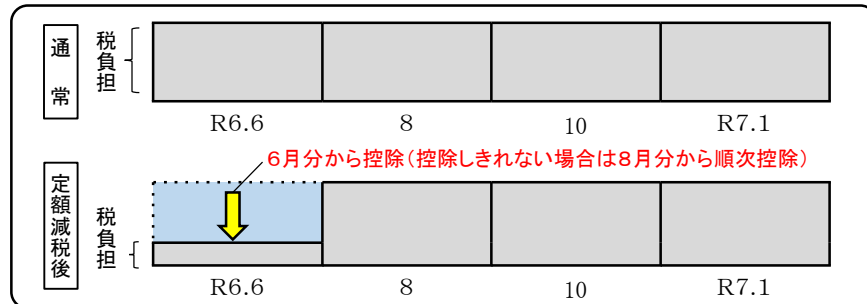 通常
税負担
R6.6 8 10 R7.1
6月分から控除(控除しきれない場合は8月分から順次控除)
定額減税後
税負担
R6.6 8 10 R7.1